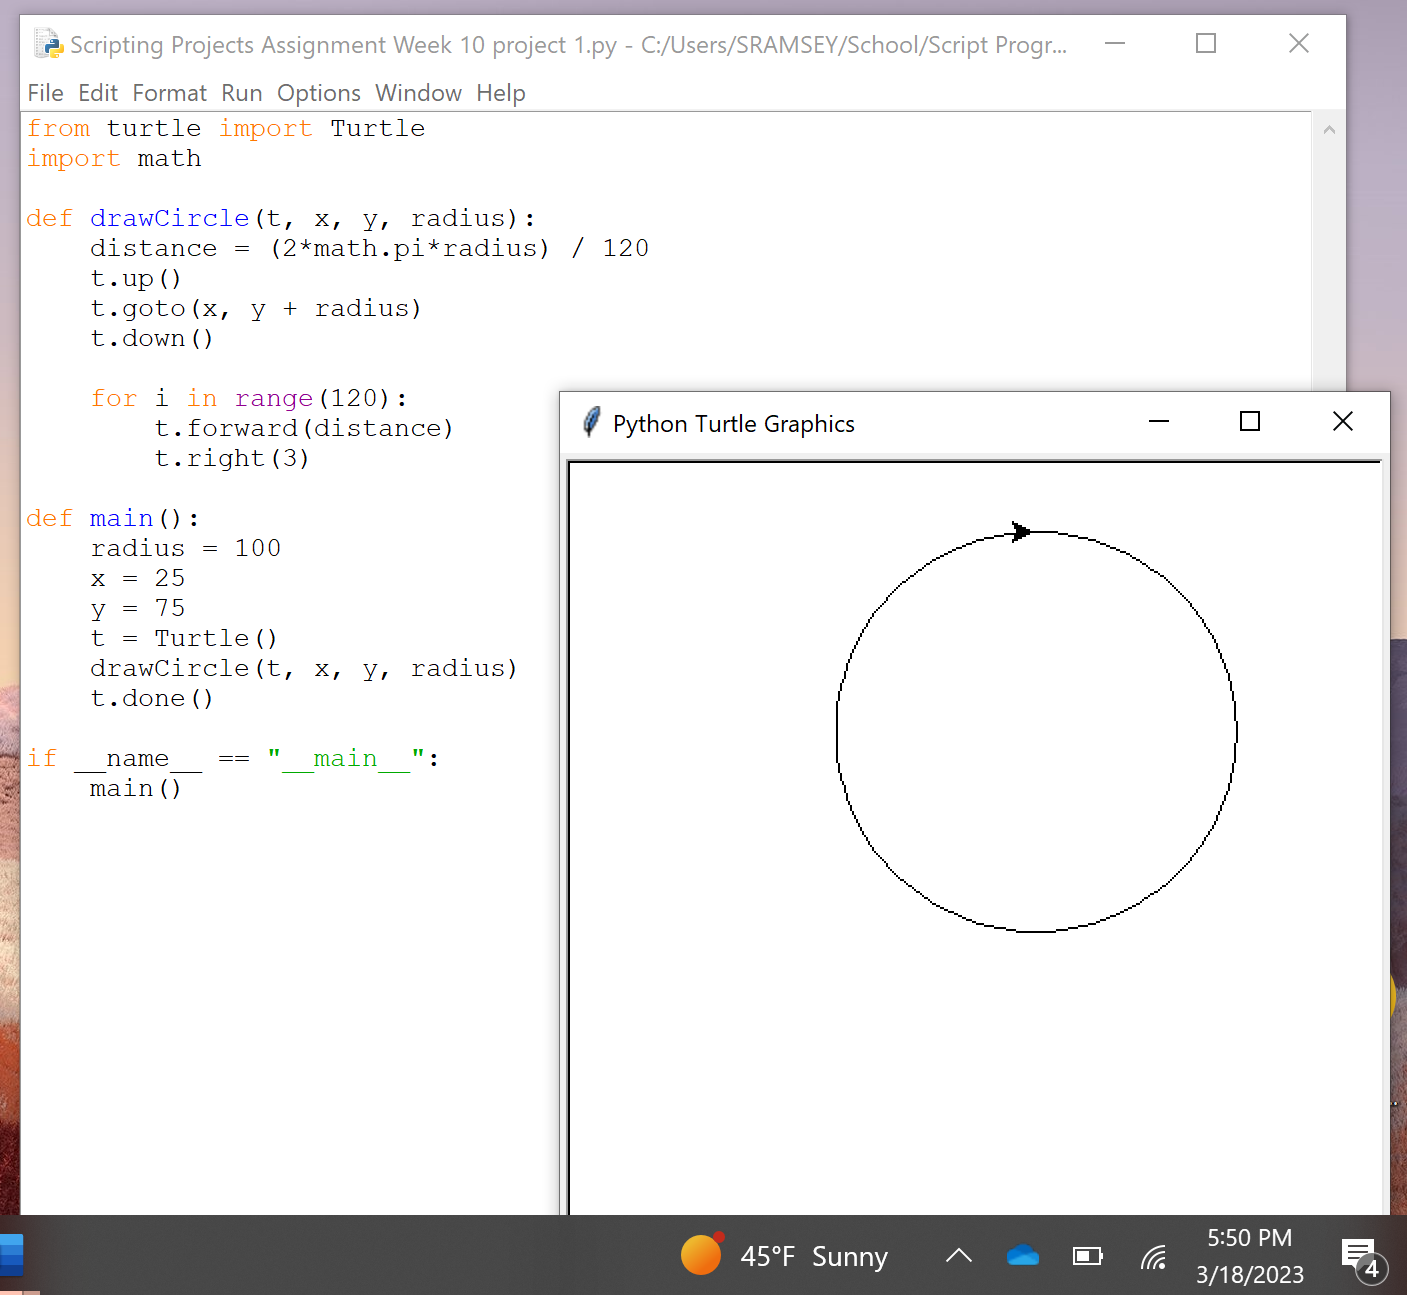 Scripting Projects Assignment Week 10 project 1.py - C:/Users/SRAMSEY/School/Script Progr...
File Edit Format Run Options Window Help
from turtle import Turtle
import math
def drawCircle(t, x, y, radius):
    distance = (2*math.pi*radius) / 120
    t.up()
    t.goto(x, y + radius)
    t.down()
    for i in range(120):
        t.forward(distance)
        t.right(3)
def main():
    radius = 100
    x = 25
    y = 75
    t = Turtle()
    drawCircle(t, x, y, radius)
    t.done()
if __name__ == "__main__":
    main()
Python Turtle Graphics
45°F Sunny
5:50 PM
3/18/2023
4